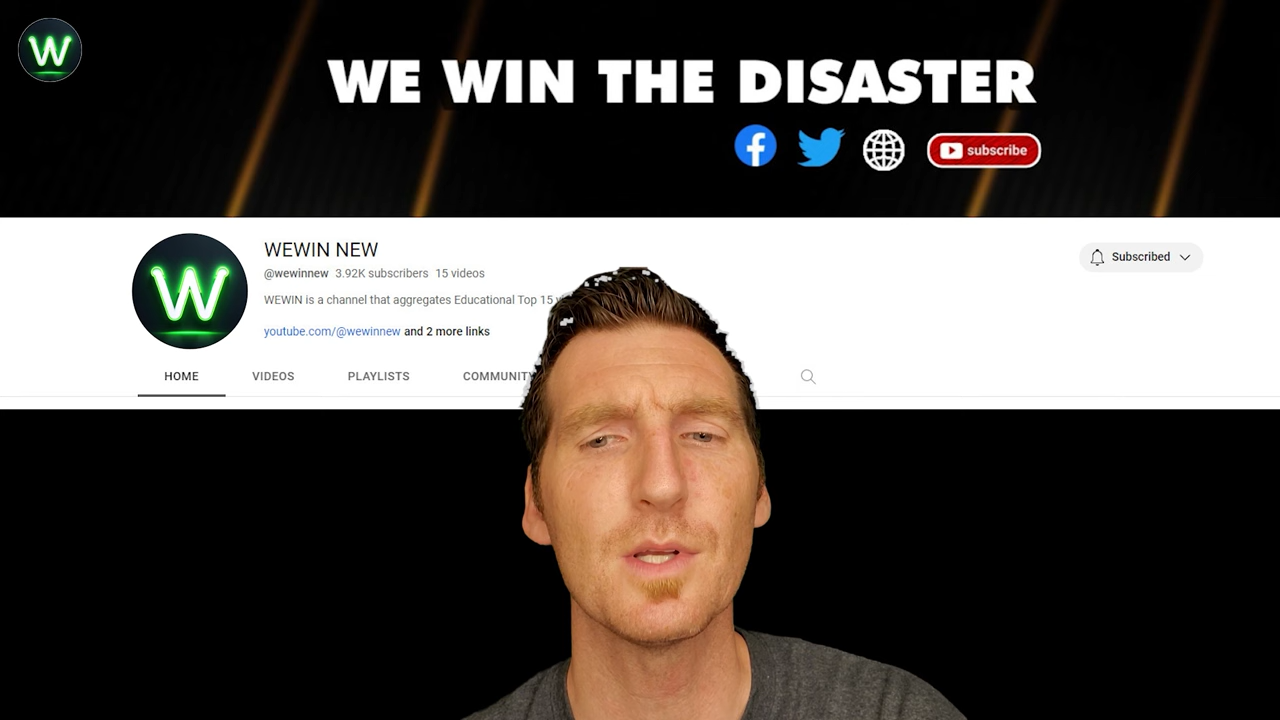 W
WE WIN THE DISASTER
subscribe
W
WEWIN NEW
@wewinnew 3.92K subscribers 15 videos
WEWIN is a channel that aggregates Educational Top 15
youtube.com/@wewinnew and 2 more links
Subscribed
HOME VIDEOS PLAYLISTS COMMUNITY